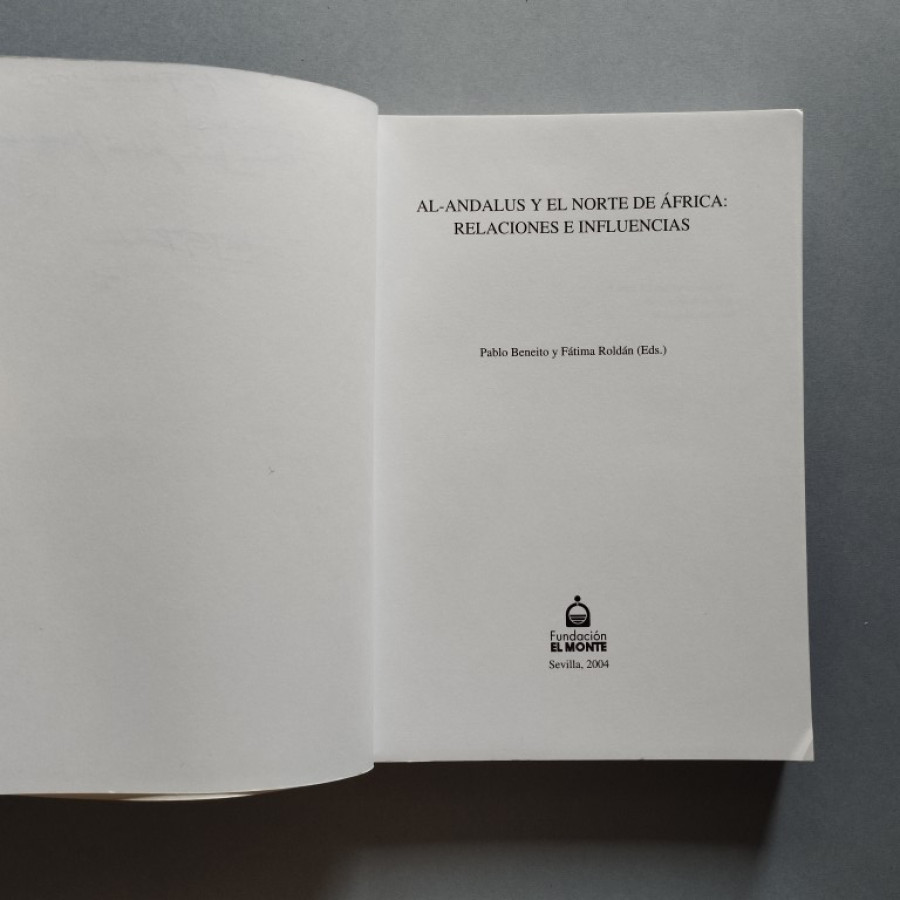 AL-ANDALUS Y EL NORTE DE ÁFRICA:
RELACIONES E INFLUENCIAS
Pablo Beneito y Fátima Roldán (Eds.)
Fundación
EL MONTE
Sevilla, 2004